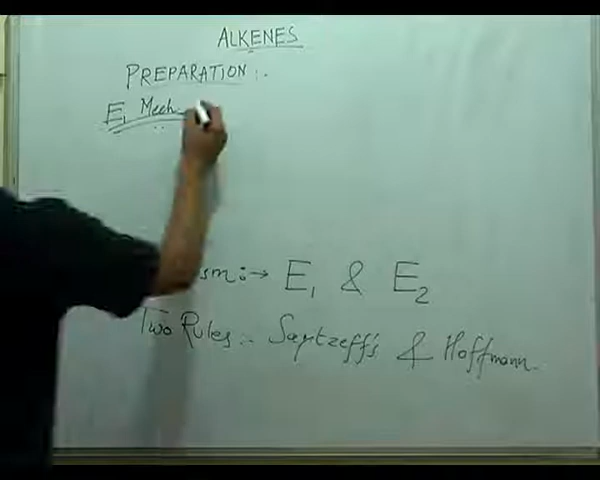 ALKENES
PREPARATION :.
E1 Mech
sm :→ E1 & E2
Two Rules :. Saytzeff's & Hoffmann